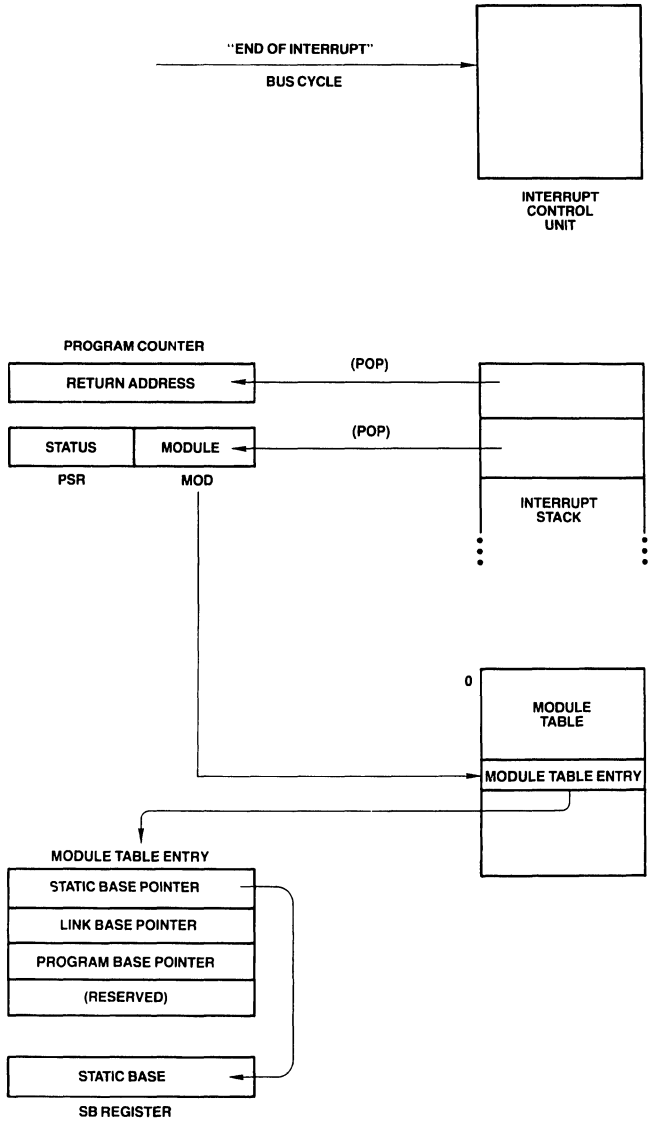 "END OF INTERRUPT"
BUS CYCLE
INTERRUPT
CONTROL
UNIT
PROGRAM COUNTER
RETURN ADDRESS
(POP)
STATUS
MODULE
(POP)
PSR
MOD
INTERRUPT
STACK
0
MODULE
TABLE
MODULE TABLE ENTRY
MODULE TABLE ENTRY
STATIC BASE POINTER
LINK BASE POINTER
PROGRAM BASE POINTER
(RESERVED)
STATIC BASE
SB REGISTER